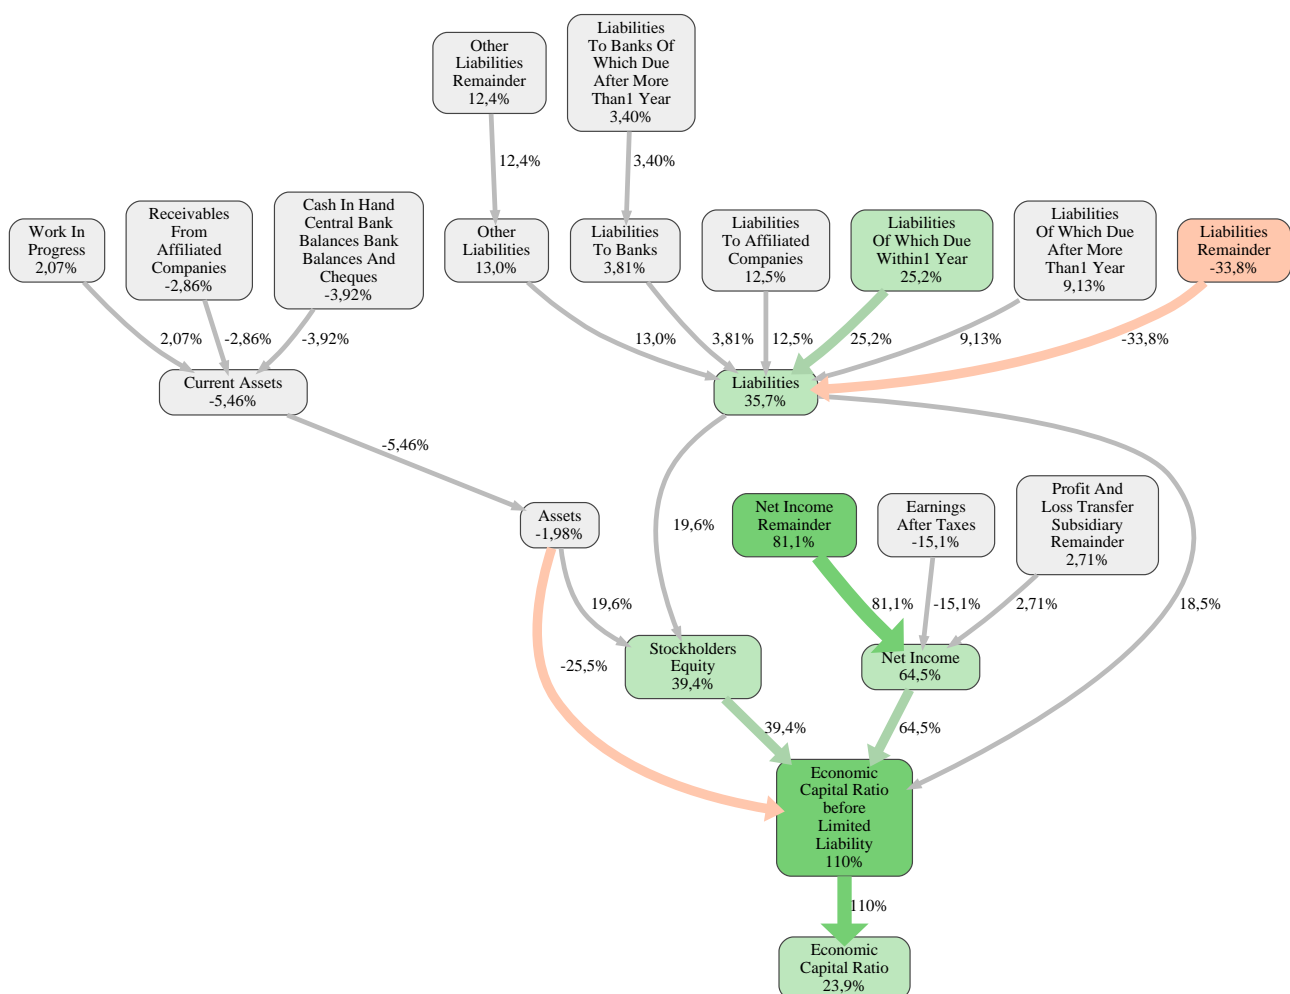 Other
Liabilities
Remainder
12,4%
Liabilities
To Banks Of
Which Due
After More
Than1 Year
3,40%
12,4%
3,40%
Work In
Progress
2,07%
Receivables
From
Affiliated
Companies
-2,86%
Cash In Hand
Central Bank
Balances Bank
Balances And
Cheques
-3,92%
Other
Liabilities
13,0%
Liabilities
To Banks
3,81%
Liabilities
To Affiliated
Companies
12,5%
Liabilities
Of Which Due
Within1 Year
25,2%
Liabilities
Of Which Due
After More
Than1 Year
9,13%
Liabilities
Remainder
-33,8%
2,07%
-2,86%
-3,92%
13,0%
3,81%
12,5%
25,2%
9,13%
-33,8%
Current Assets
-5,46%
Liabilities
35,7%
-5,46%
Assets
-1,98%
19,6%
Net Income
Remainder
81,1%
Earnings
After Taxes
-15,1%
Profit And
Loss Transfer
Subsidiary
Remainder
2,71%
19,6%
81,1%
-15,1%
2,71%
18,5%
-25,5%
Stockholders
Equity
39,4%
Net Income
64,5%
39,4%
64,5%
Economic
Capital Ratio
before
Limited
Liability
110%
110%
Economic
Capital Ratio
23,9%